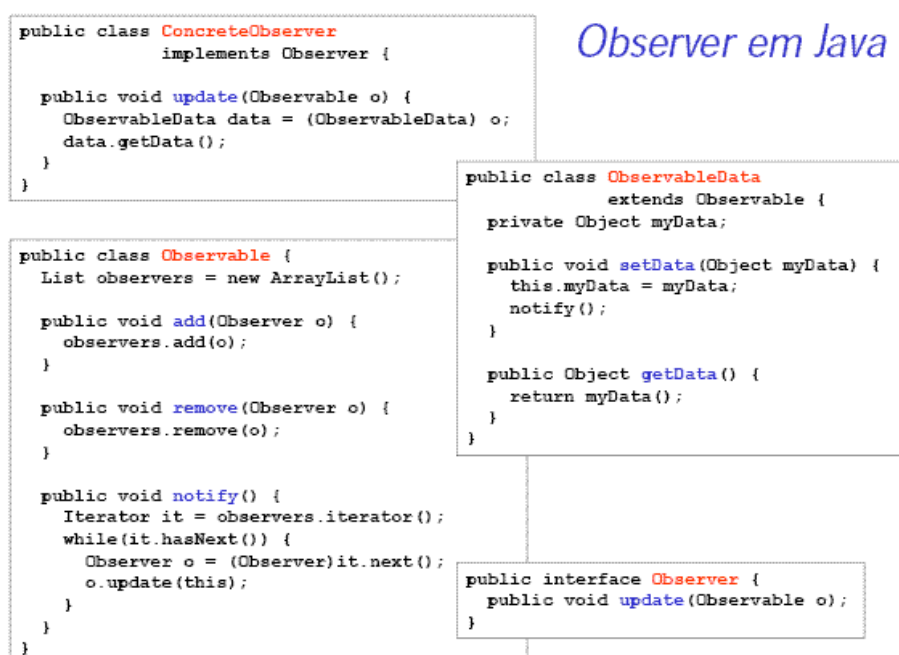 Observer em Java
public class ConcreteObserver
implements Observer {
public void update(Observable o) {
ObservableData data = (ObservableData) o;
data.getData();
}
}
public class Observable {
List observers = new ArrayList();
public void add(Observer o) {
observers.add(o);
}
public void remove(Observer o) {
observers.remove(o);
}
public void notify() {
Iterator it = observers.iterator();
while(it.hasNext()) {
Observer o = (Observer)it.next();
o.update(this);
}
}
}
public class ObservableData
extends Observable {
private Object myData;
public void setData(Object myData) {
this.myData = myData;
notify();
}
public Object getData() {
return myData();
}
}
public interface Observer {
public void update(Observable o);
}